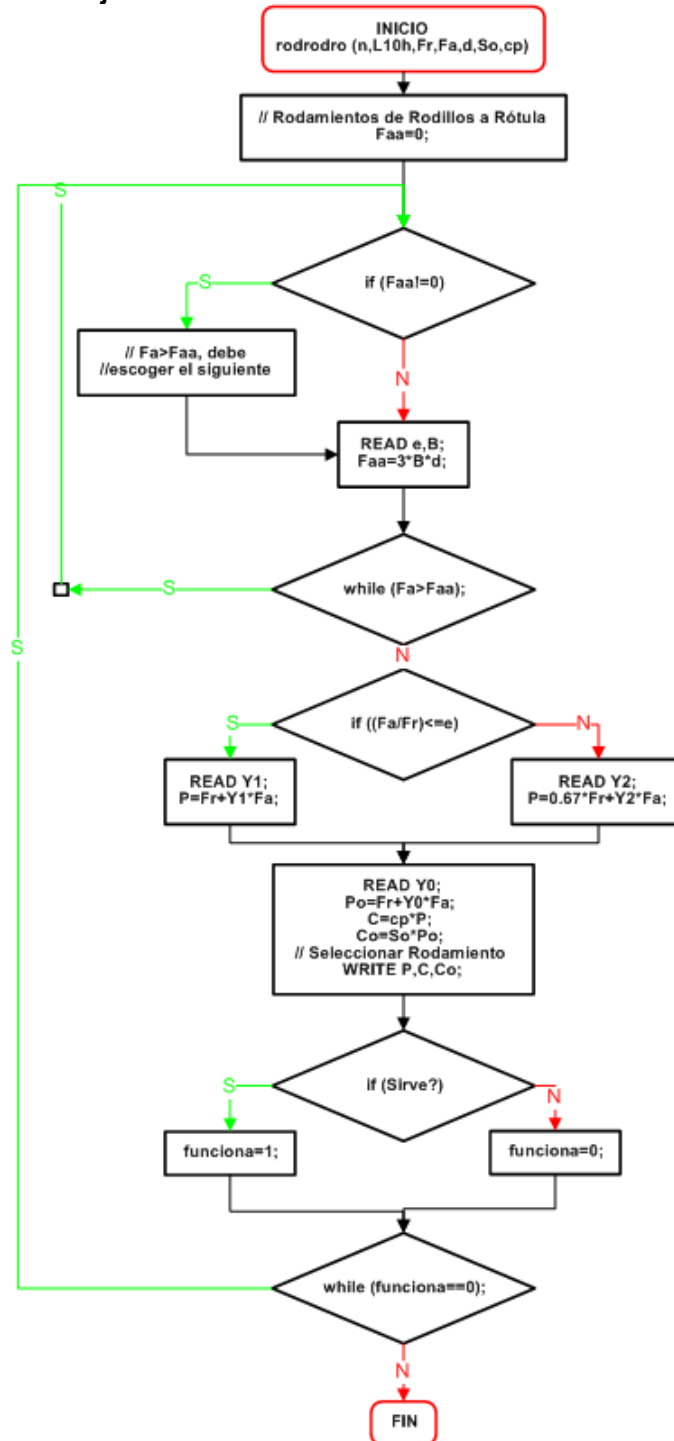 INICIO
rodrodro (n,L10h,Fr,Fa,d,So,cp)
// Rodamientos de Rodillos a Rótula
Faa=0;
S
if (Faa!=0)
S
// Fa>Faa, debe
//escoger el siguiente
N
READ e,B;
Faa=3*B*d;
while (Fa>Faa);
S
S
N
if ((Fa/Fr)<=e)
S
N
READ Y1;
P=Fr+Y1*Fa;
READ Y2;
P=0.67*Fr+Y2*Fa;
READ Y0;
Po=Fr+Y0*Fa;
C=cp*P;
Co=So*Po;
// Seleccionar Rodamiento
WRITE P,C,Co;
if (Sirve?)
S
N
funciona=1;
funciona=0;
while (funciona==0);
N
FIN